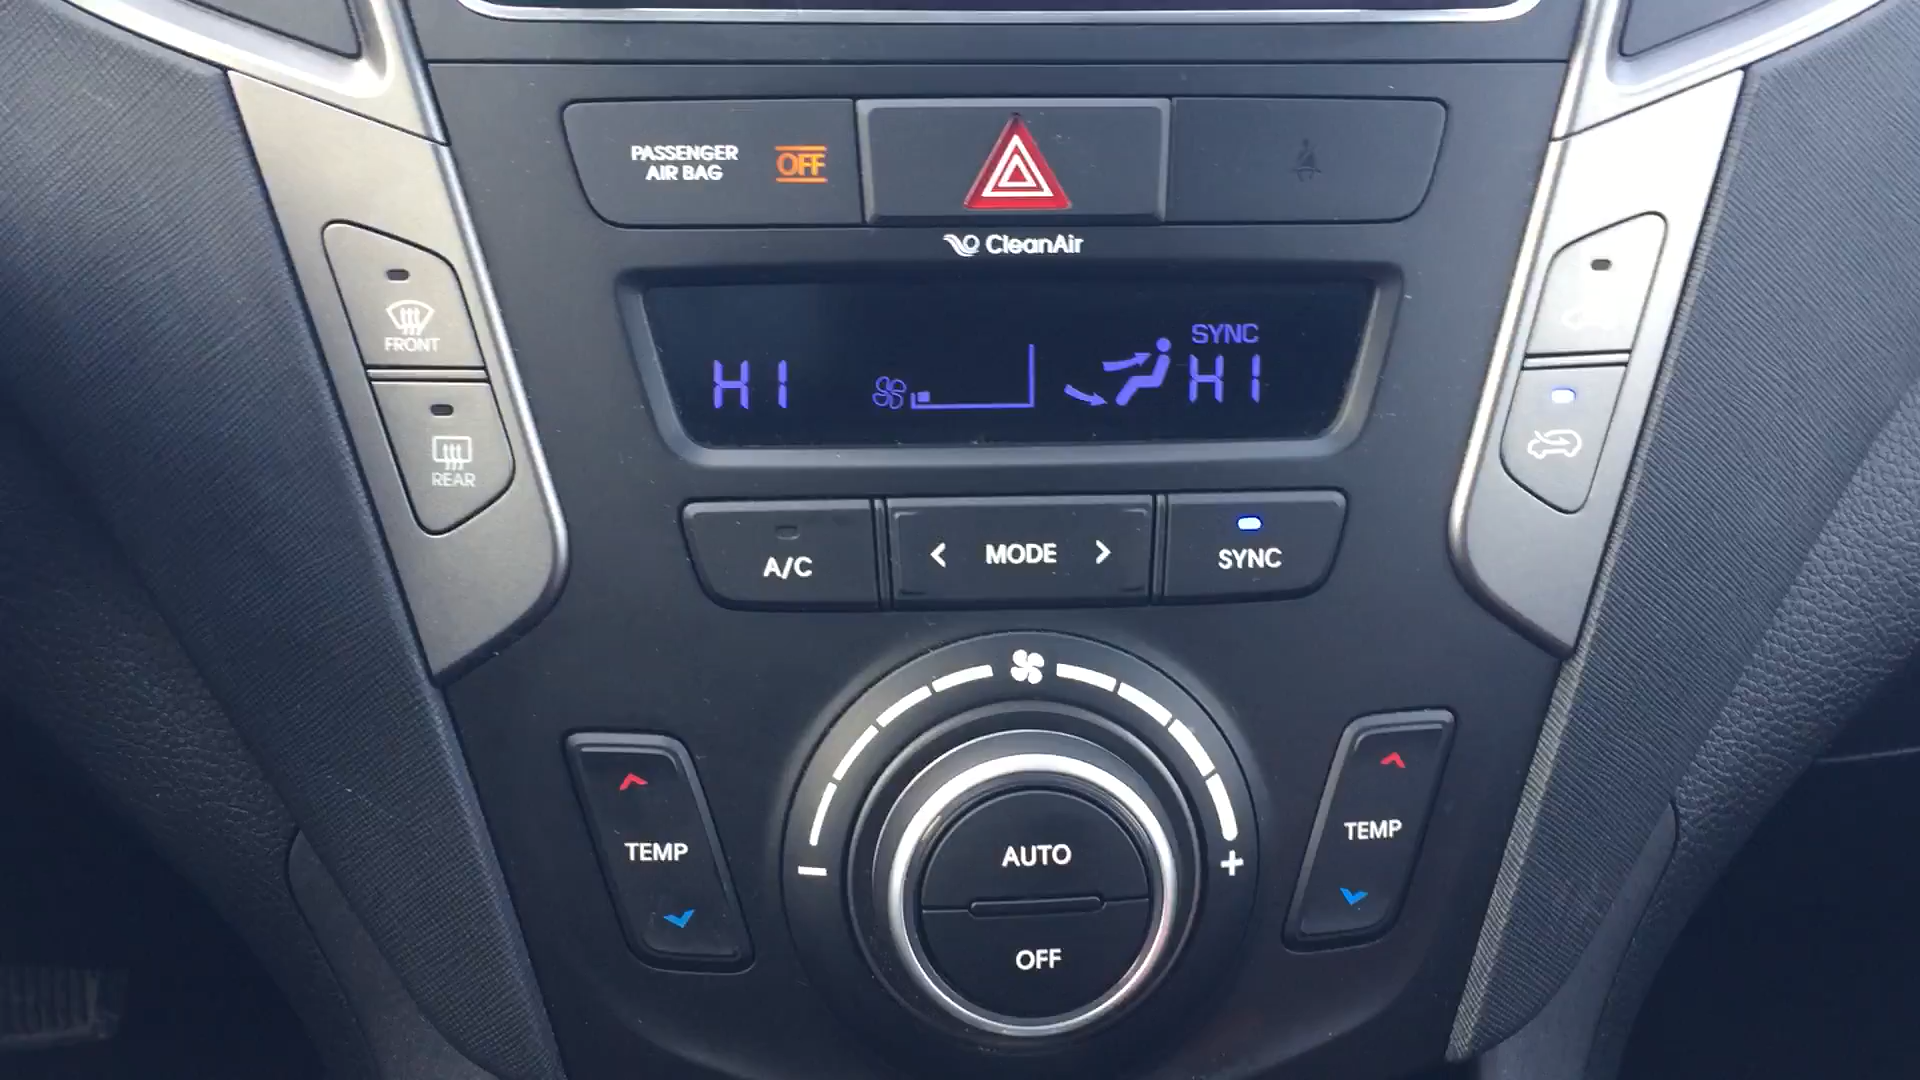 PASSENGER
AIR BAG
OFF
CleanAir
FRONT
REAR
SYNC
HI
HI
A/C
< MODE >
SYNC
TEMP
TEMP
AUTO
OFF
− +